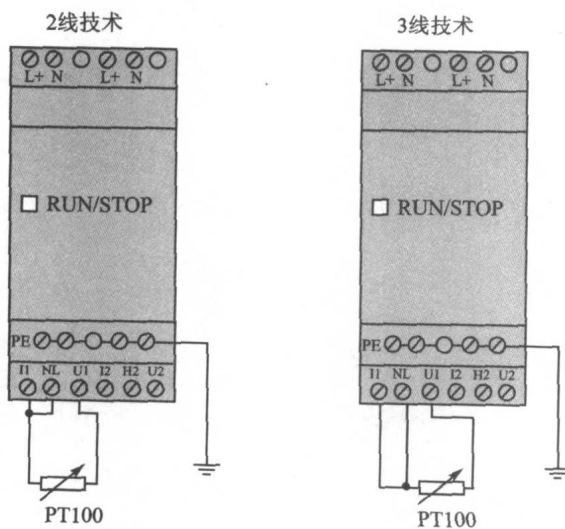 2线技术
3线技术
L+ N L+ N
L+ N L+ N
RUN/STOP
RUN/STOP
PE
PE
I1 NL U1 I2 H2 U2
I1 NL U1 I2 H2 U2
PT100
PT100